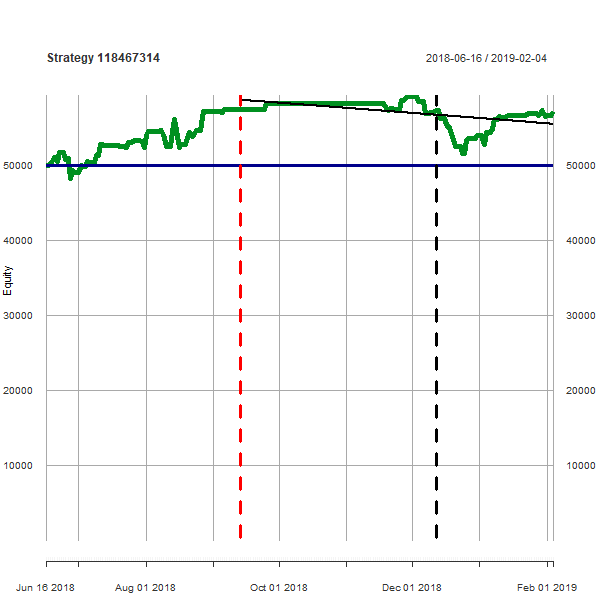 Strategy 118467314
2018-06-16 / 2019-02-04
Equity
50000
50000
40000
40000
30000
30000
20000
20000
10000
10000
Jun 16 2018
Aug 01 2018
Oct 01 2018
Dec 01 2018
Feb 01 2019